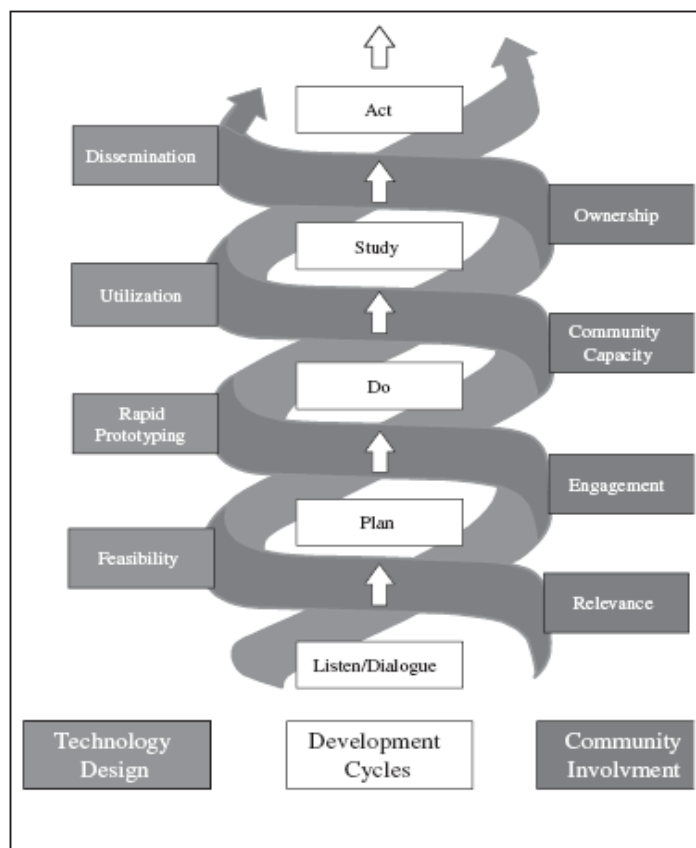 Act
Dissemination
Ownership
Study
Utilization
Community
Capacity
Do
Rapid
Prototyping
Engagement
Plan
Feasibility
Relevance
Listen/Dialogue
Technology
Design
Development
Cycles
Community
Involvment